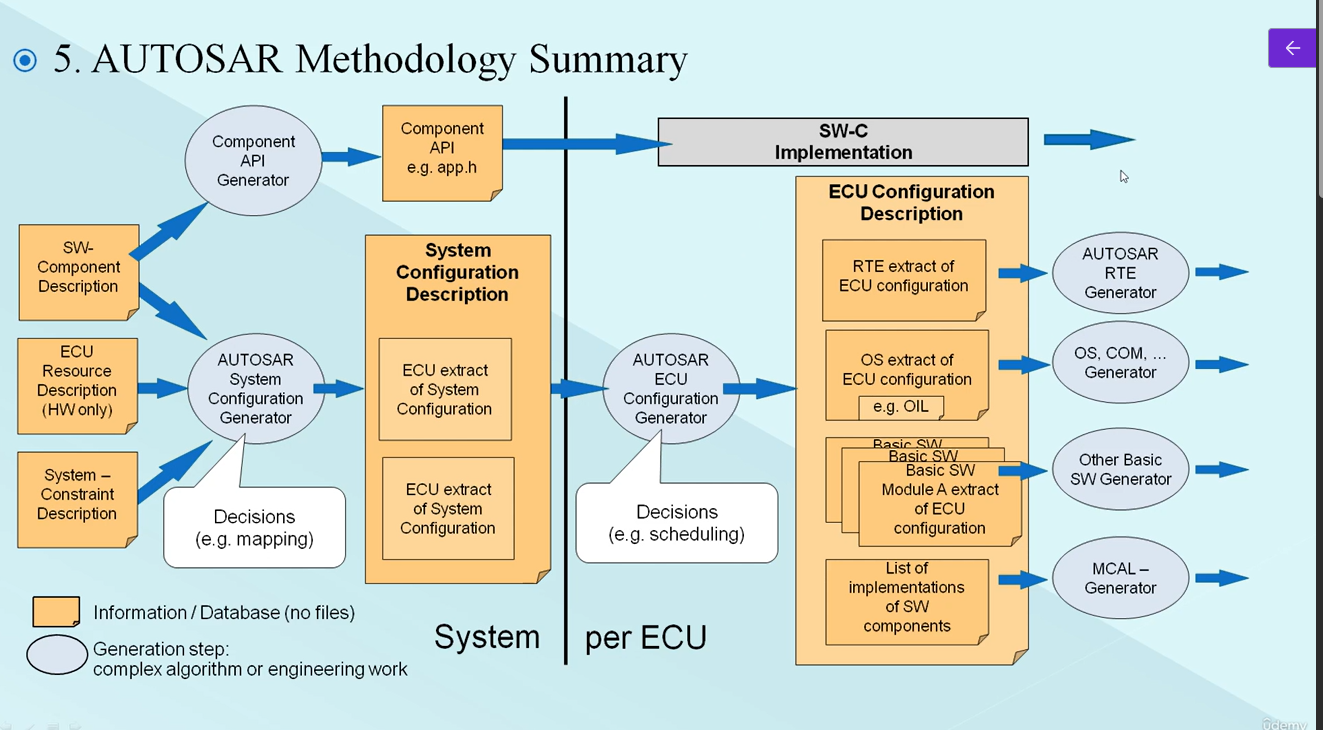 5. AUTOSAR Methodology Summary
Component
API
Generator
Component
API
e.g. app.h
SW-C
Implementation
SW-
Component
Description
ECU
Resource
Description
(HW only)
System –
Constraint
Description
AUTOSAR
System
Configuration
Generator
Decisions
(e.g. mapping)
System
Configuration
Description
ECU extract
of System
Configuration
ECU extract
of System
Configuration
AUTOSAR
ECU
Configuration
Generator
Decisions
(e.g. scheduling)
ECU Configuration
Description
RTE extract of
ECU configuration
OS extract of
ECU configuration
e.g. OIL
Basic SW
Basic SW
Basic SW
Module A extract
of ECU
configuration
List of
implementations
of SW
components
AUTOSAR
RTE
Generator
OS, COM, ...
Generator
Other Basic
SW Generator
MCAL –
Generator
Information / Database (no files)
Generation step:
complex algorithm or engineering work
System
per ECU
ûdemy